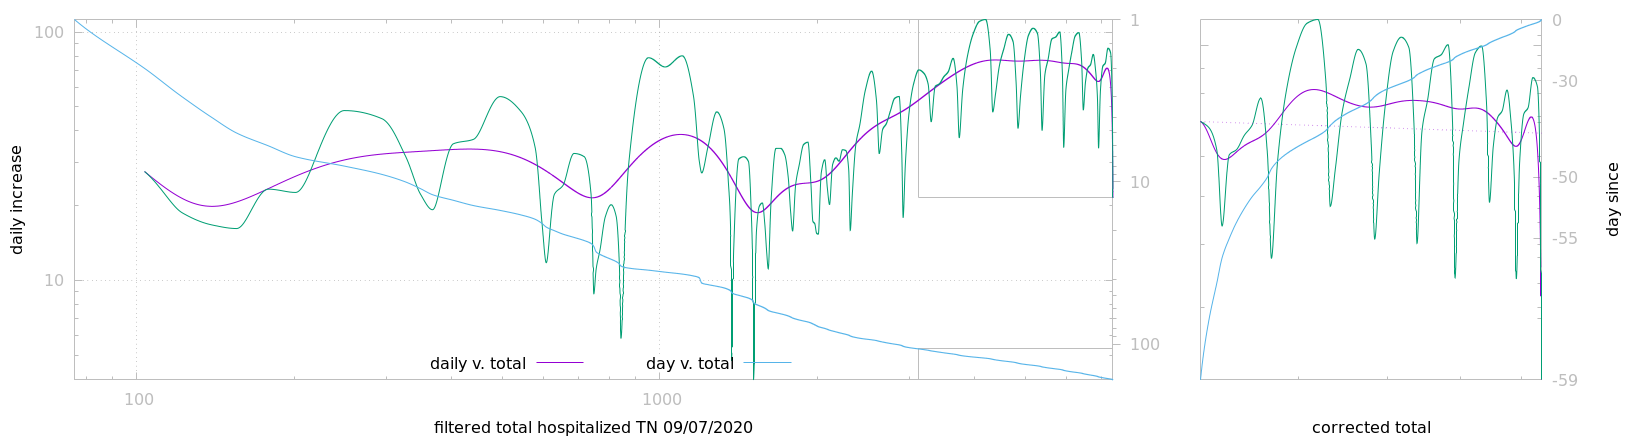 100
10
daily increase
1
10
100
daily v. total
day v. total
100
1000
filtered total hospitalized TN 09/07/2020
0
-30
-50
-55
-59
day since
corrected total